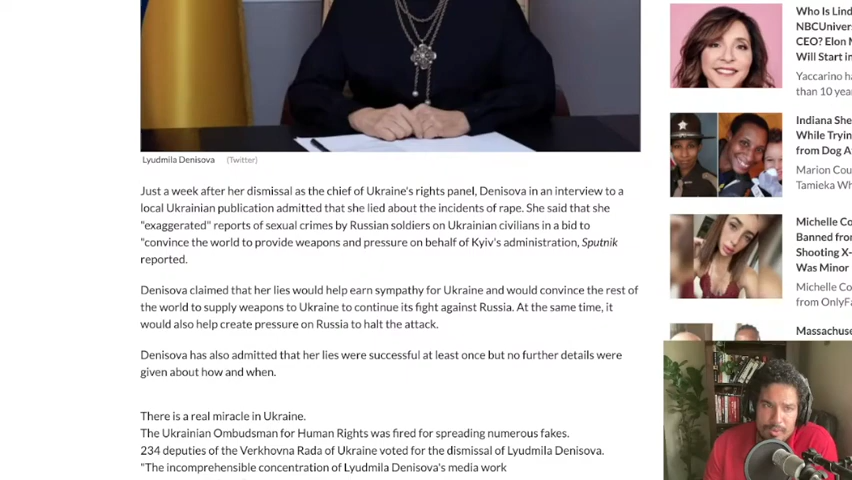 Lyudmila Denisova (Twitter)
Just a week after her dismissal as the chief of Ukraine's rights panel, Denisova in an interview to a
local Ukrainian publication admitted that she lied about the incidents of rape. She said that she
"exaggerated" reports of sexual crimes by Russian soldiers on Ukrainian civilians in a bid to
"convince the world to provide weapons and pressure on behalf of Kyiv's administration, Sputnik
reported.
Denisova claimed that her lies would help earn sympathy for Ukraine and would convince the rest of
the world to supply weapons to Ukraine to continue its fight against Russia. At the same time, it
would also help create pressure on Russia to halt the attack.
Denisova has also admitted that her lies were successful at least once but no further details were
given about how and when.
There is a real miracle in Ukraine.
The Ukrainian Ombudsman for Human Rights was fired for spreading numerous fakes.
234 deputies of the Verkhovna Rada of Ukraine voted for the dismissal of Lyudmila Denisova.
"The incomprehensible concentration of Lyudmila Denisova's media work
Who Is Lind
NBCUnivers
CEO? Elon M
Will Start in
Yaccarino ha
than 10 year
Indiana She
While Trying
from Dog A
Marion Cou
Tamieka Wh
Michelle Co
Banned from
Shooting X-
Was Minor
Michelle Co
from OnlyFa
Massachuse